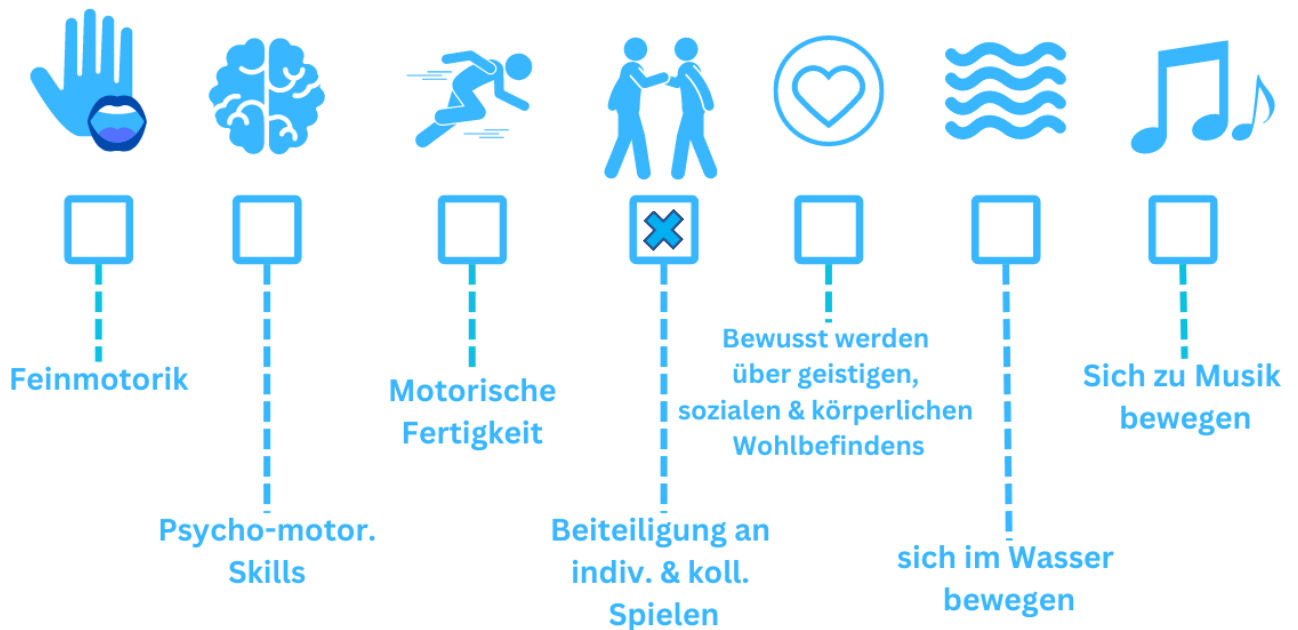 Feinmotorik
Psycho-motor.
Skills
Motorische
Fertigkeit
Beiteiligung an
indiv. & koll.
Spielen
Bewusst werden
über geistigen,
sozialen & körperlichen
Wohlbefindens
sich im Wasser
bewegen
Sich zu Musik
bewegen